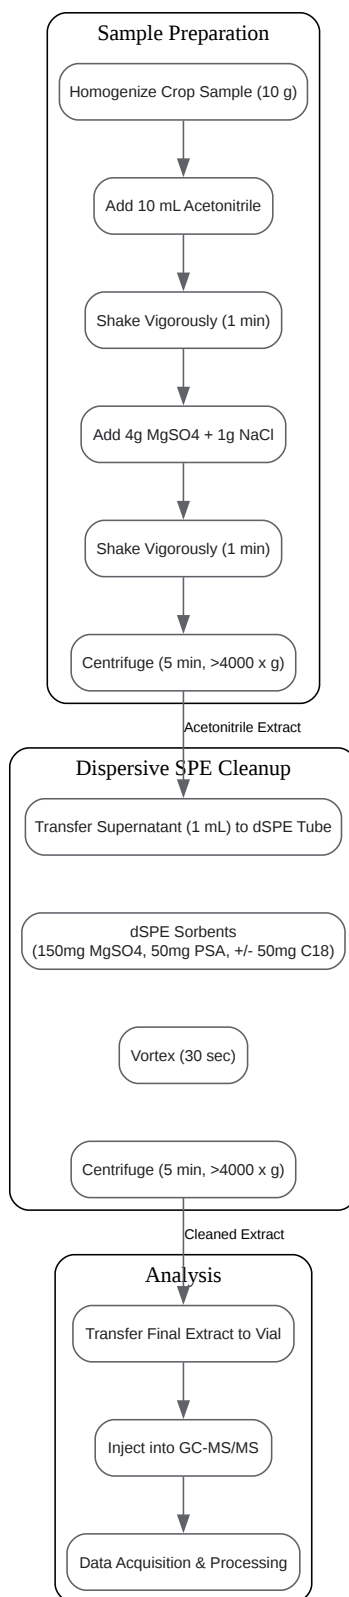 Sample Preparation
Homogenize Crop Sample (10 g)
Add 10 mL Acetonitrile
Shake Vigorously (1 min)
Add 4g MgSO4 + 1g NaCl
Shake Vigorously (1 min)
Centrifuge (5 min, >4000 x g)
Acetonitrile Extract
Dispersive SPE Cleanup
Transfer Supernatant (1 mL) to dSPE Tube
dSPE Sorbents
(150mg MgSO4, 50mg PSA, +/- 50mg C18)
Vortex (30 sec)
Centrifuge (5 min, >4000 x g)
Cleaned Extract
Analysis
Transfer Final Extract to Vial
Inject into GC-MS/MS
Data Acquisition & Processing